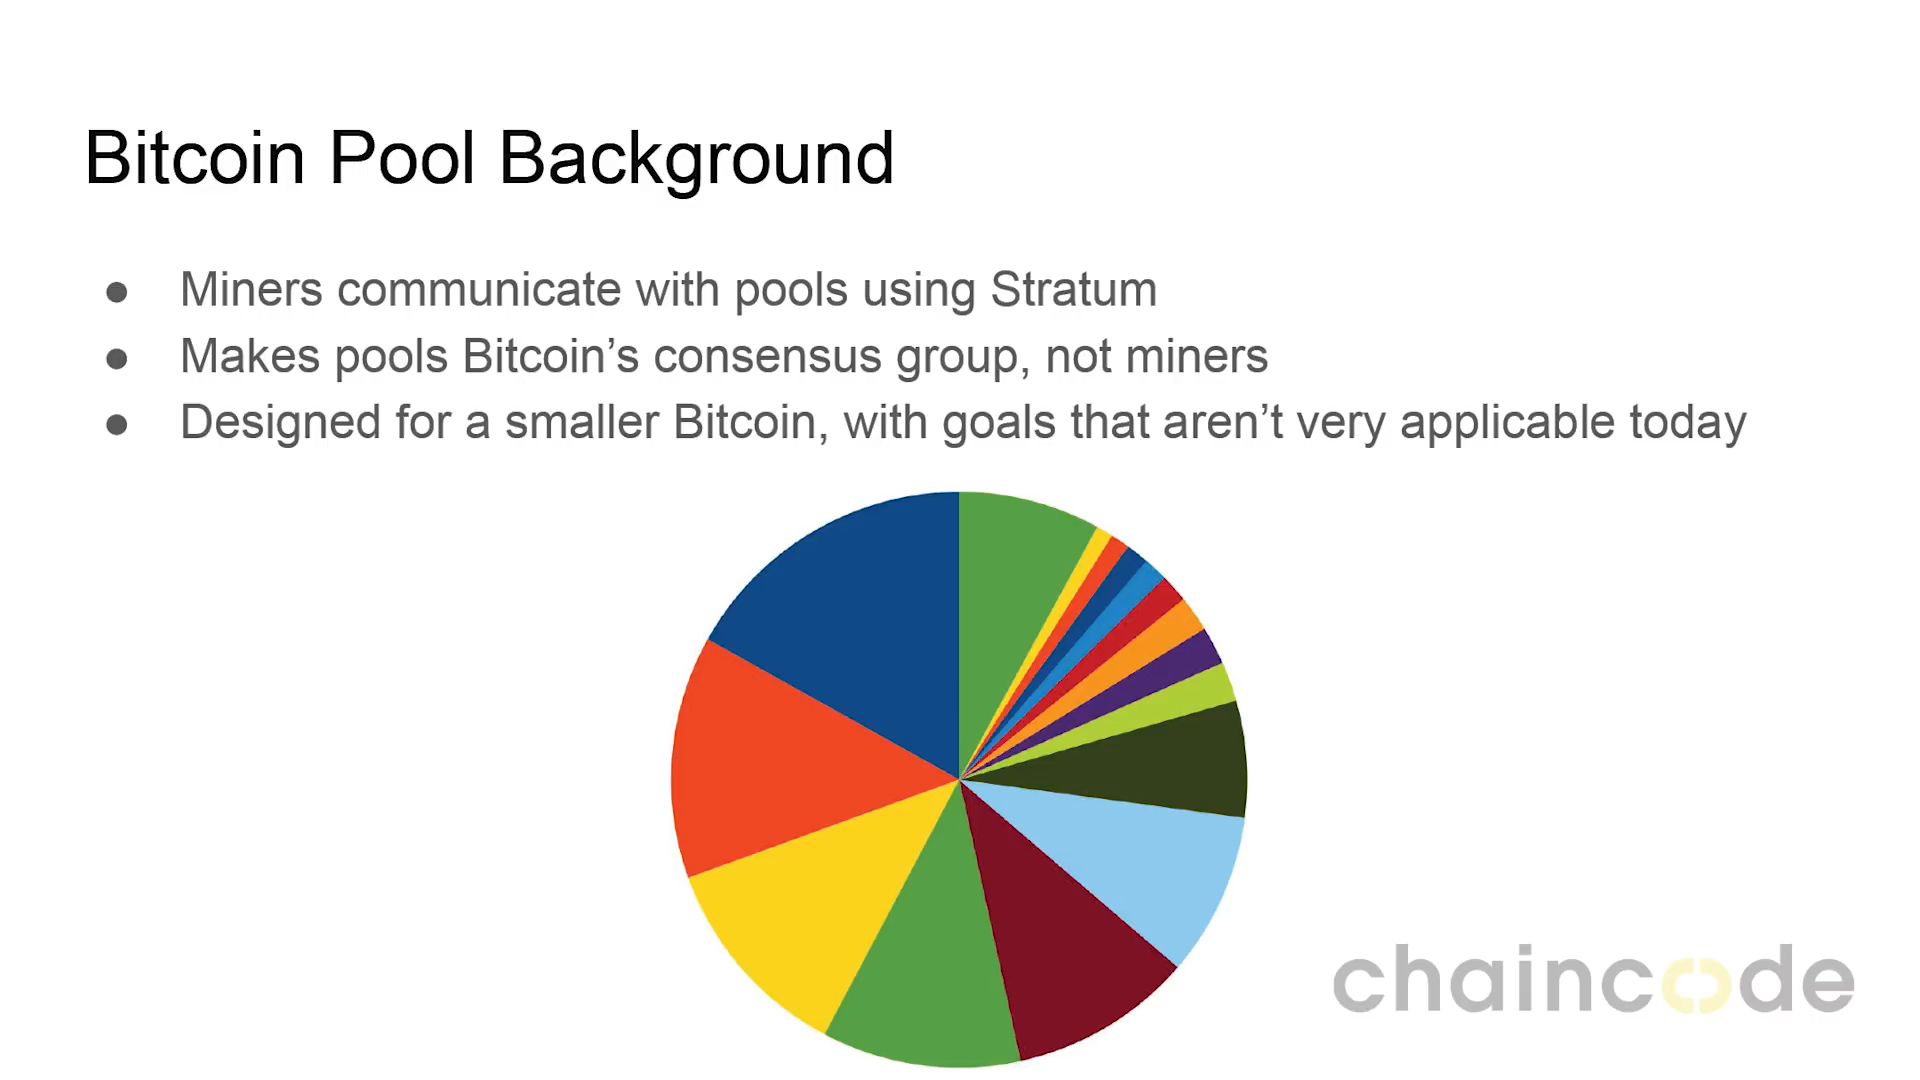 Bitcoin Pool Background
● Miners communicate with pools using Stratum
● Makes pools Bitcoin’s consensus group, not miners
● Designed for a smaller Bitcoin, with goals that aren’t very applicable today
chaincode